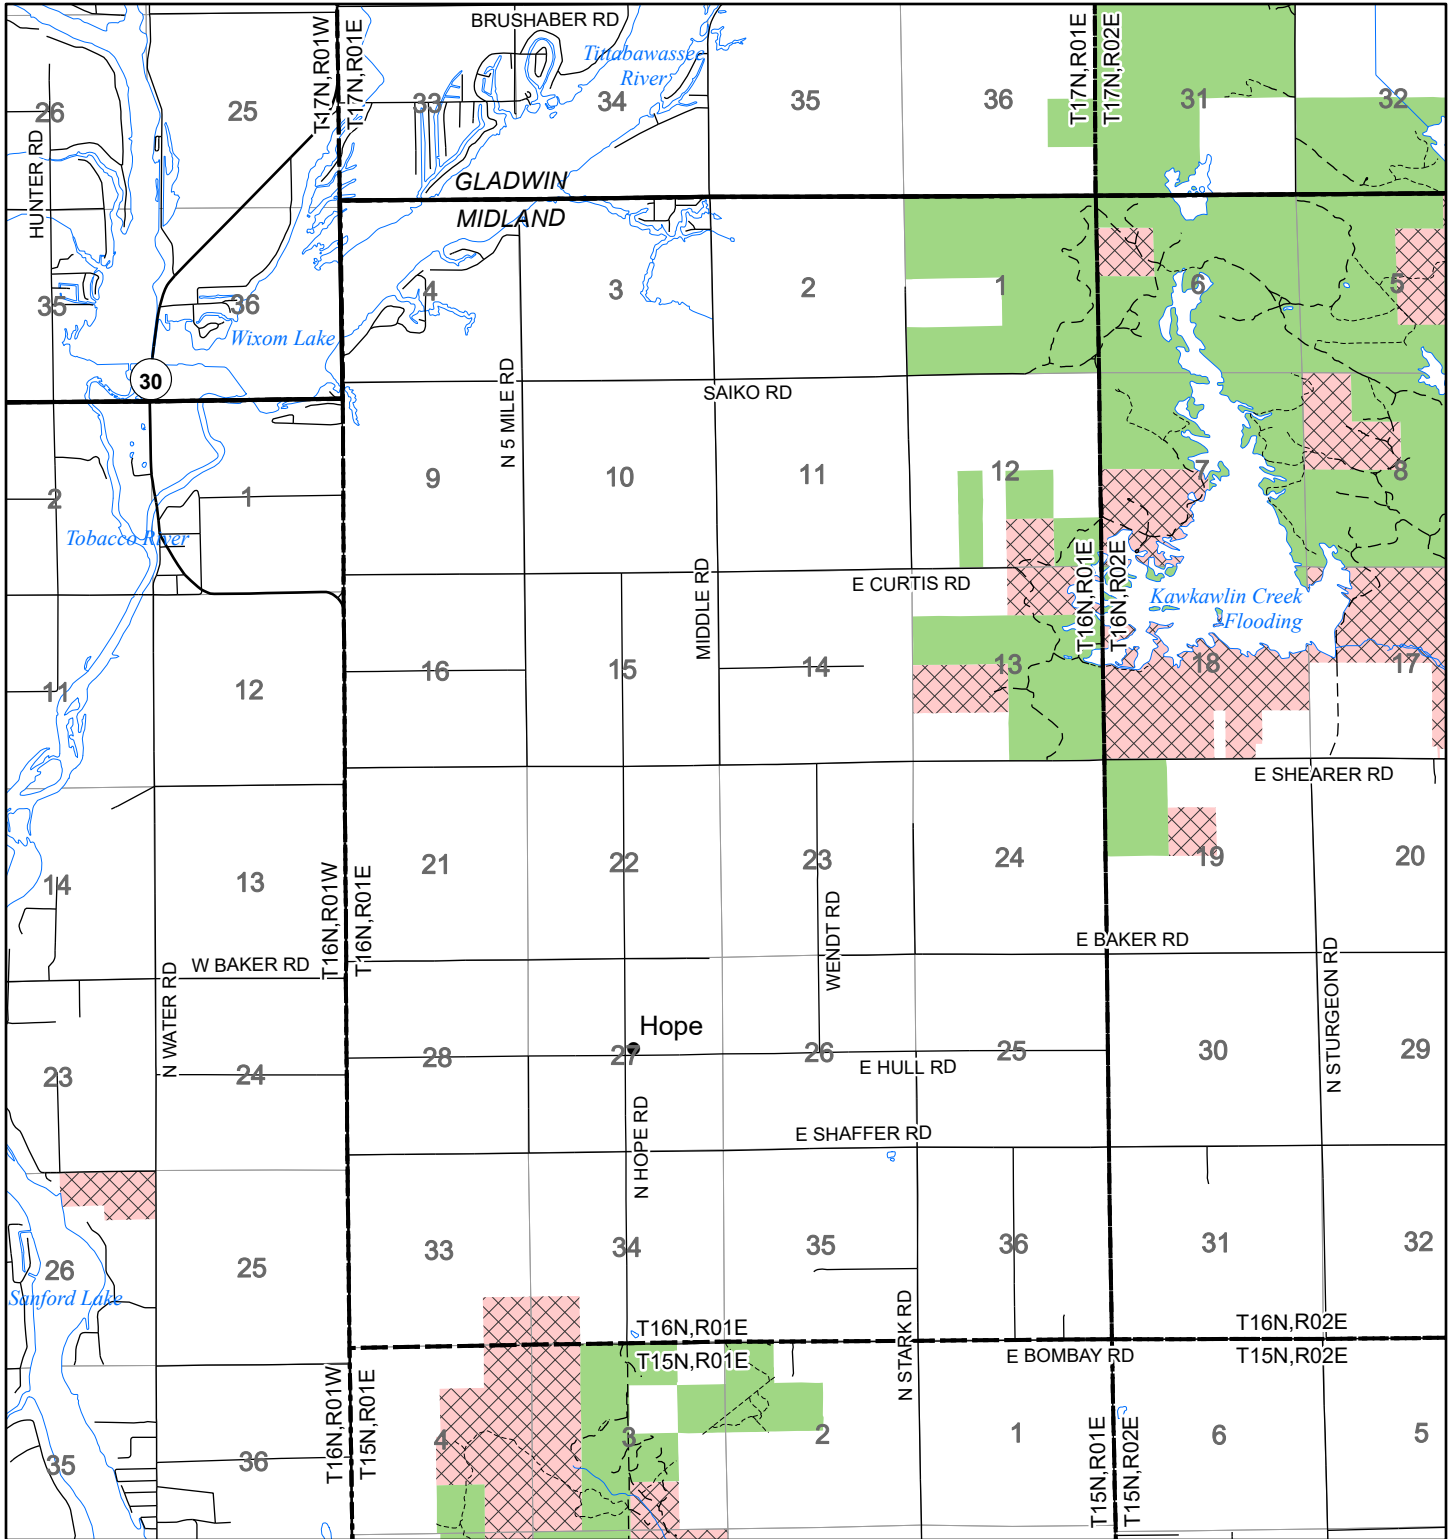 BRUSHABER RD
Tittabawassee
River
T17N,R01W
T17N,R01E
T17N,R01E
T17N,R02E
26
25
33
34
35
36
31
32
HUNTER RD
GLADWIN
MIDLAND
35
36
4
3
2
1
6
5
Wixom Lake
30
N 5 MILE RD
SAIKO RD
2
1
9
10
11
12
7
8
Tobacco River
MIDDLE RD
E CURTIS RD
T16N,R01E
T16N,R02E
Kawkawlin Creek
Flooding
11
12
16
15
14
13
18
17
E SHEARER RD
14
13
21
22
23
24
19
20
T16N,R01W
T16N,R01E
WENDT RD
E BAKER RD
W BAKER RD
N WATER RD
N STURGEON RD
Hope
23
24
28
27
26
25
30
29
E HULL RD
N HOPE RD
E SHAFFER RD
26
25
33
34
35
36
31
32
Sanford Lake
N STARK RD
T16N,R01E
T16N,R02E
T15N,R01E
E BOMBAY RD
T15N,R02E
T16N,R01W
T15N,R01E
35
36
4
3
2
1
6
5
T15N,R01E
T15N,R02E